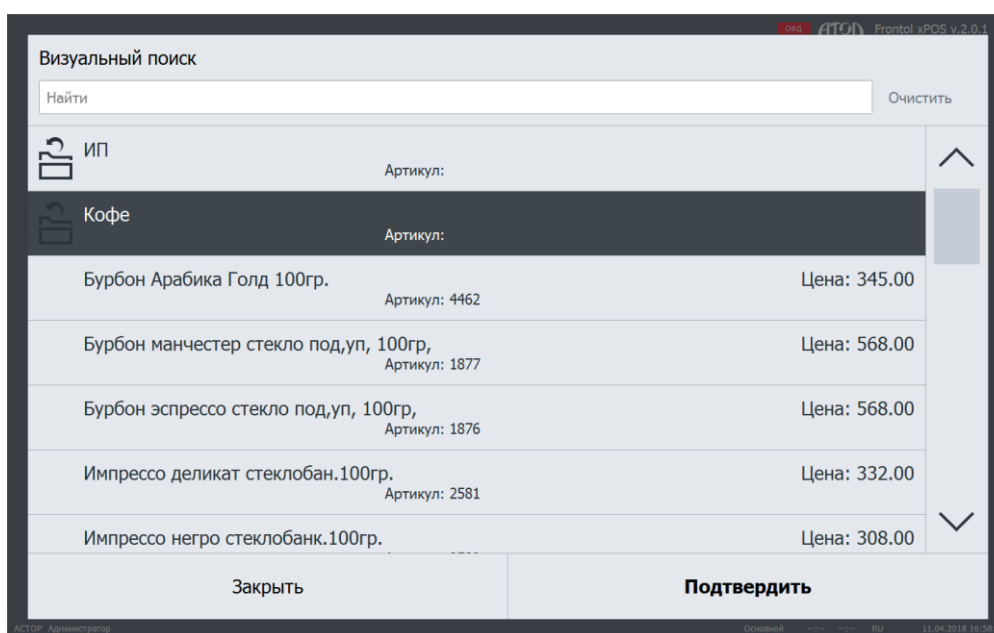 ОФД АТОЛ Frontol xPOS v.2.0.1
Визуальный поиск
Найти
Очистить
ИП
Артикул:
Кофе
Артикул:
Бурбон Арабика Голд 100гр.
Цена: 345.00
Артикул: 4462
Бурбон манчестер стекло под,уп, 100гр,
Цена: 568.00
Артикул: 1877
Бурбон эспрессо стекло под,уп, 100гр,
Цена: 568.00
Артикул: 1876
Импрессо деликат стеклобан.100гр.
Цена: 332.00
Артикул: 2581
Импрессо негро стеклобанк.100гр.
Цена: 308.00
Закрыть
Подтвердить
АСТОР Администратор
Основной --:-- --:-- RU 11.04.2018 16:58